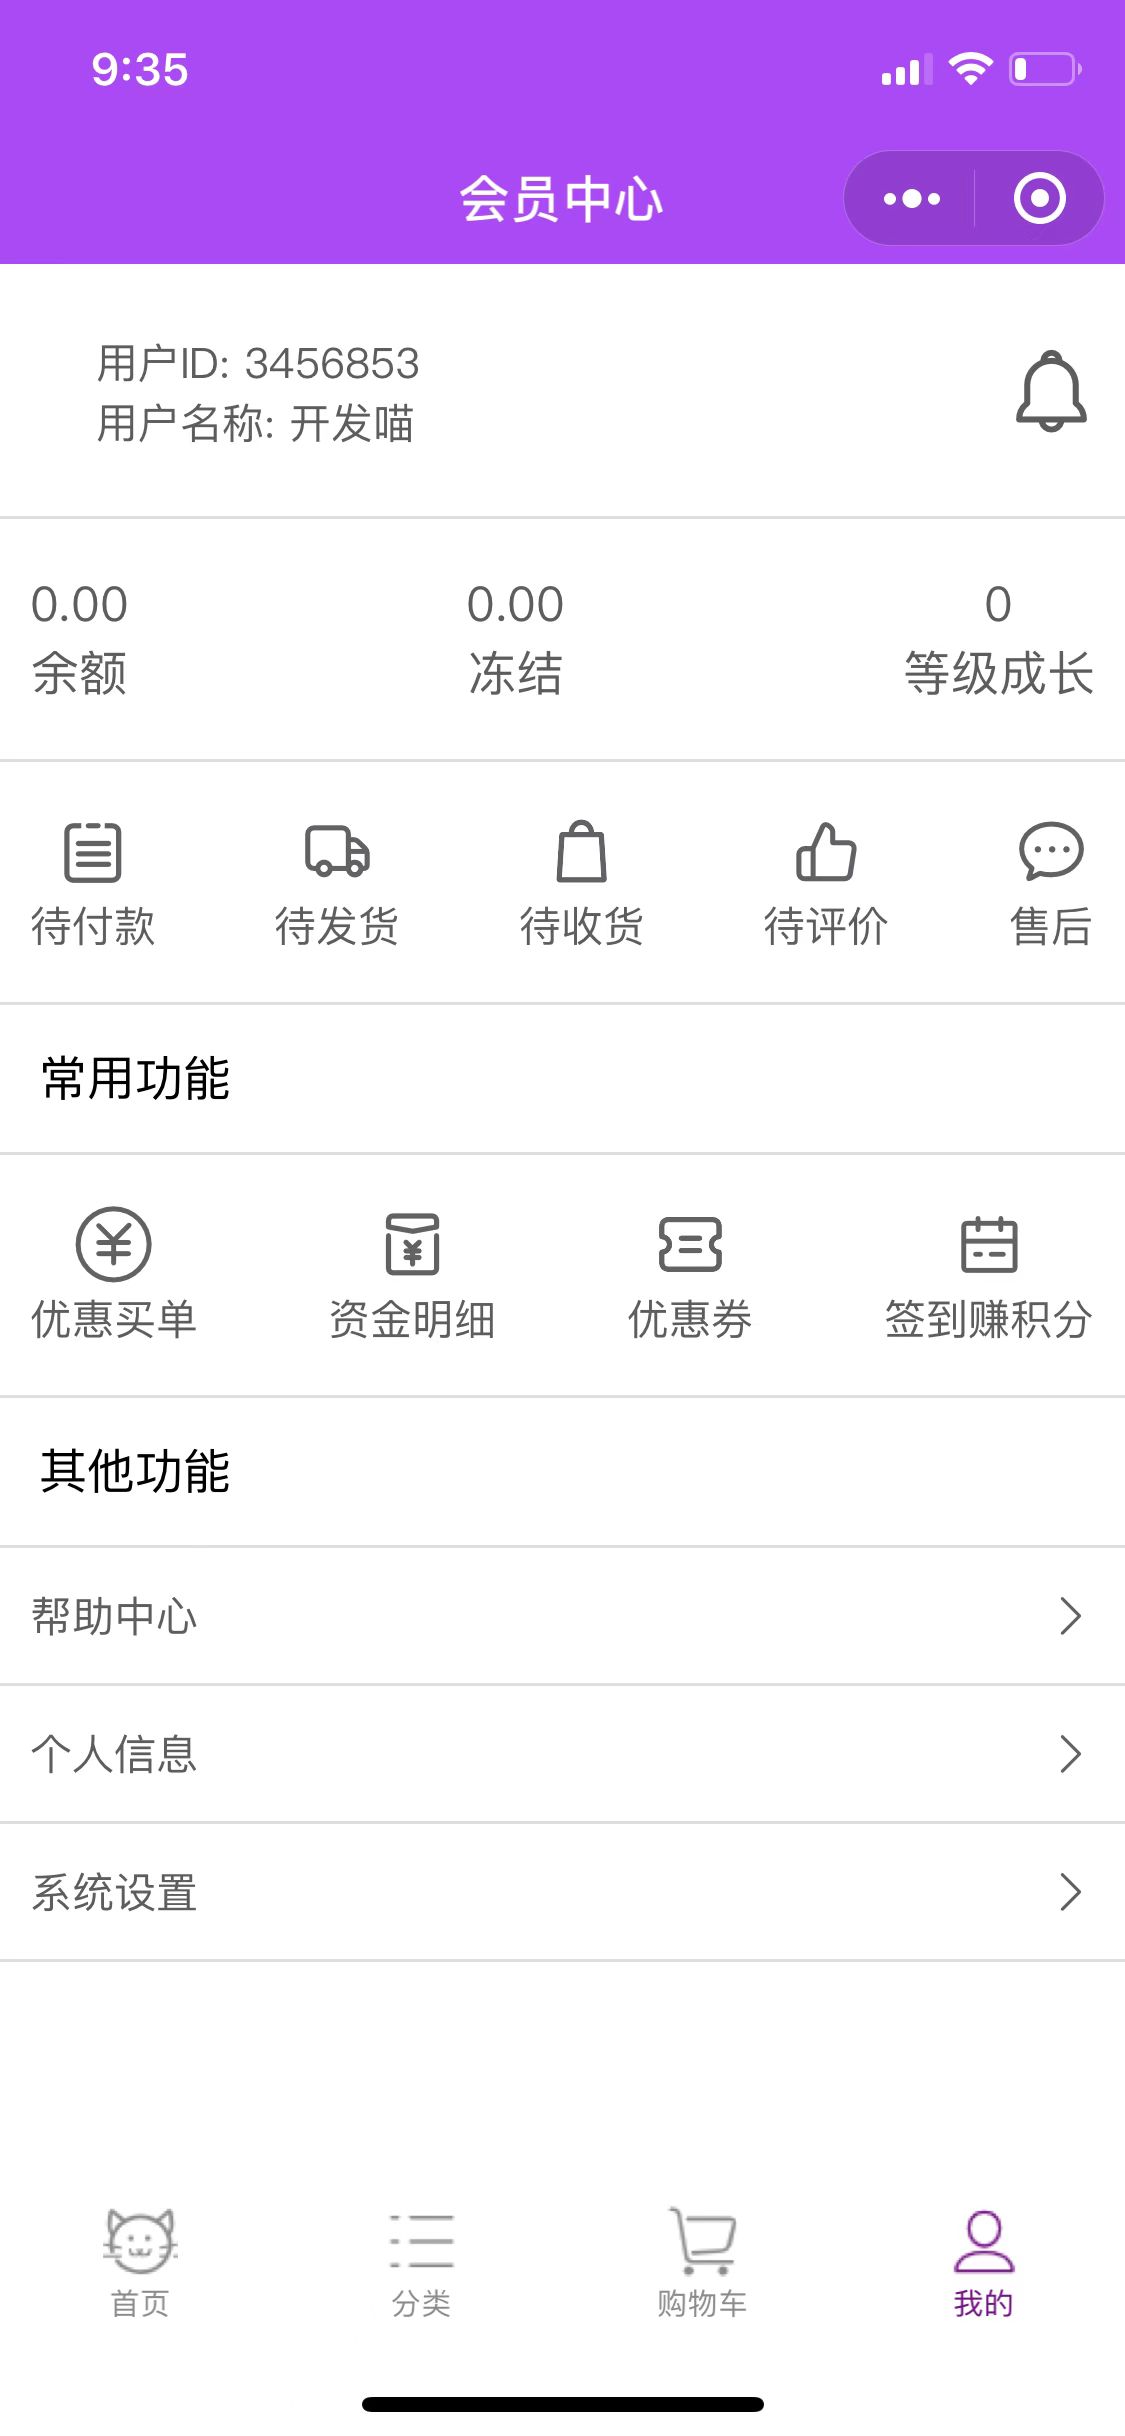 9:35
会员中心
用户ID: 3456853
用户名称: 开发喵
0.00 0.00 0
余额 冻结 等级成长
待付款 待发货 待收货 待评价 售后
常用功能
优惠买单 资金明细 优惠券 签到赚积分
其他功能
帮助中心
个人信息
系统设置
首页 分类 购物车 我的